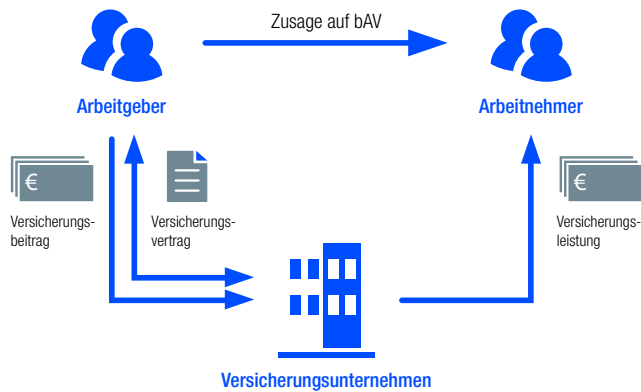 Zusage auf bAV
Arbeitgeber
Arbeitnehmer
€
Versicherungs-
beitrag
Versicherungs-
vertrag
€
Versicherungs-
leistung
Versicherungsunternehmen